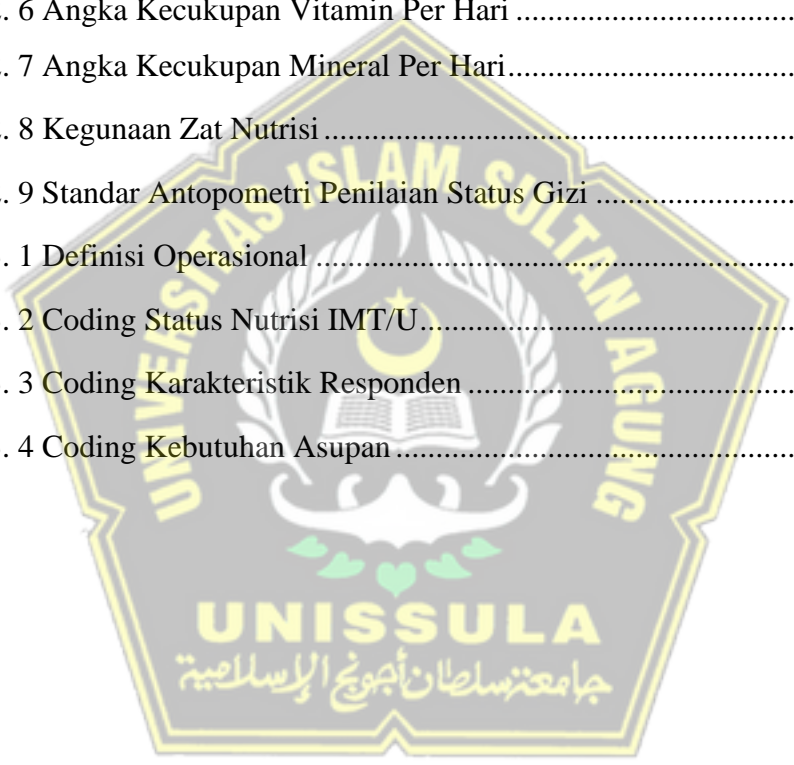 . 6 Angka Kecukupan Vitamin Per Hari
. 7 Angka Kecukupan Mineral Per Hari
. 8 Kegunaan Zat Nutrisi
. 9 Standar Antopometri Penilaian Status Gizi
. 1 Definisi Operasional
. 2 Coding Status Nutrisi IMT/U
. 3 Coding Karakteristik Responden
. 4 Coding Kebutuhan Asupan
UNIVERSITAS ISLAM SULTAN AGUNG
UNISSULA
جامعة سلطان أجونج الإسلامية